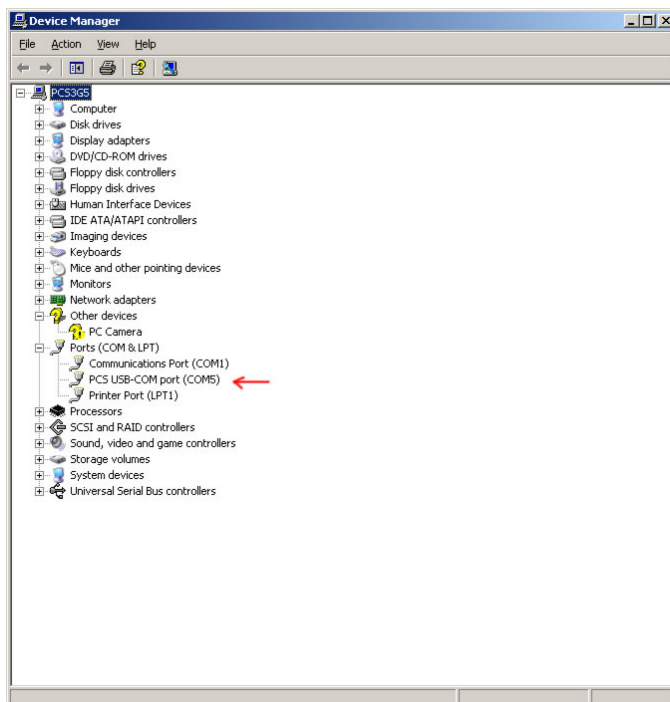 Device Manager
File Action View Help
PCS3G5
Computer
Disk drives
Display adapters
DVD/CD-ROM drives
Floppy disk controllers
Floppy disk drives
Human Interface Devices
IDE ATA/ATAPI controllers
Imaging devices
Keyboards
Mice and other pointing devices
Monitors
Network adapters
Other devices
PC Camera
Ports (COM & LPT)
Communications Port (COM1)
PCS USB-COM port (COM5)
Printer Port (LPT1)
Processors
SCSI and RAID controllers
Sound, video and game controllers
Storage volumes
System devices
Universal Serial Bus controllers